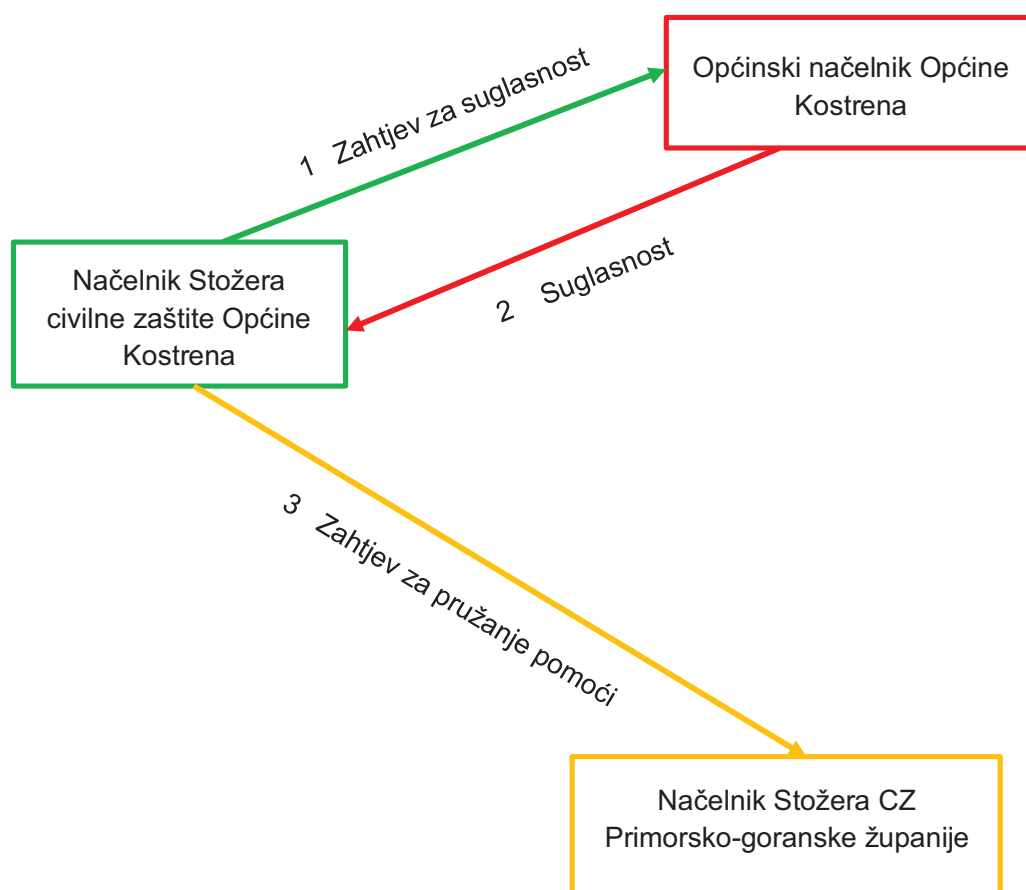 Općinski načelnik Općine
Kostrena
1 Zahtjev za suglasnost
2 Suglasnost
Načelnik Stožera
civilne zaštite Općine
Kostrena
3 Zahtjev za pružanje pomoći
Načelnik Stožera CZ
Primorsko-goranske županije